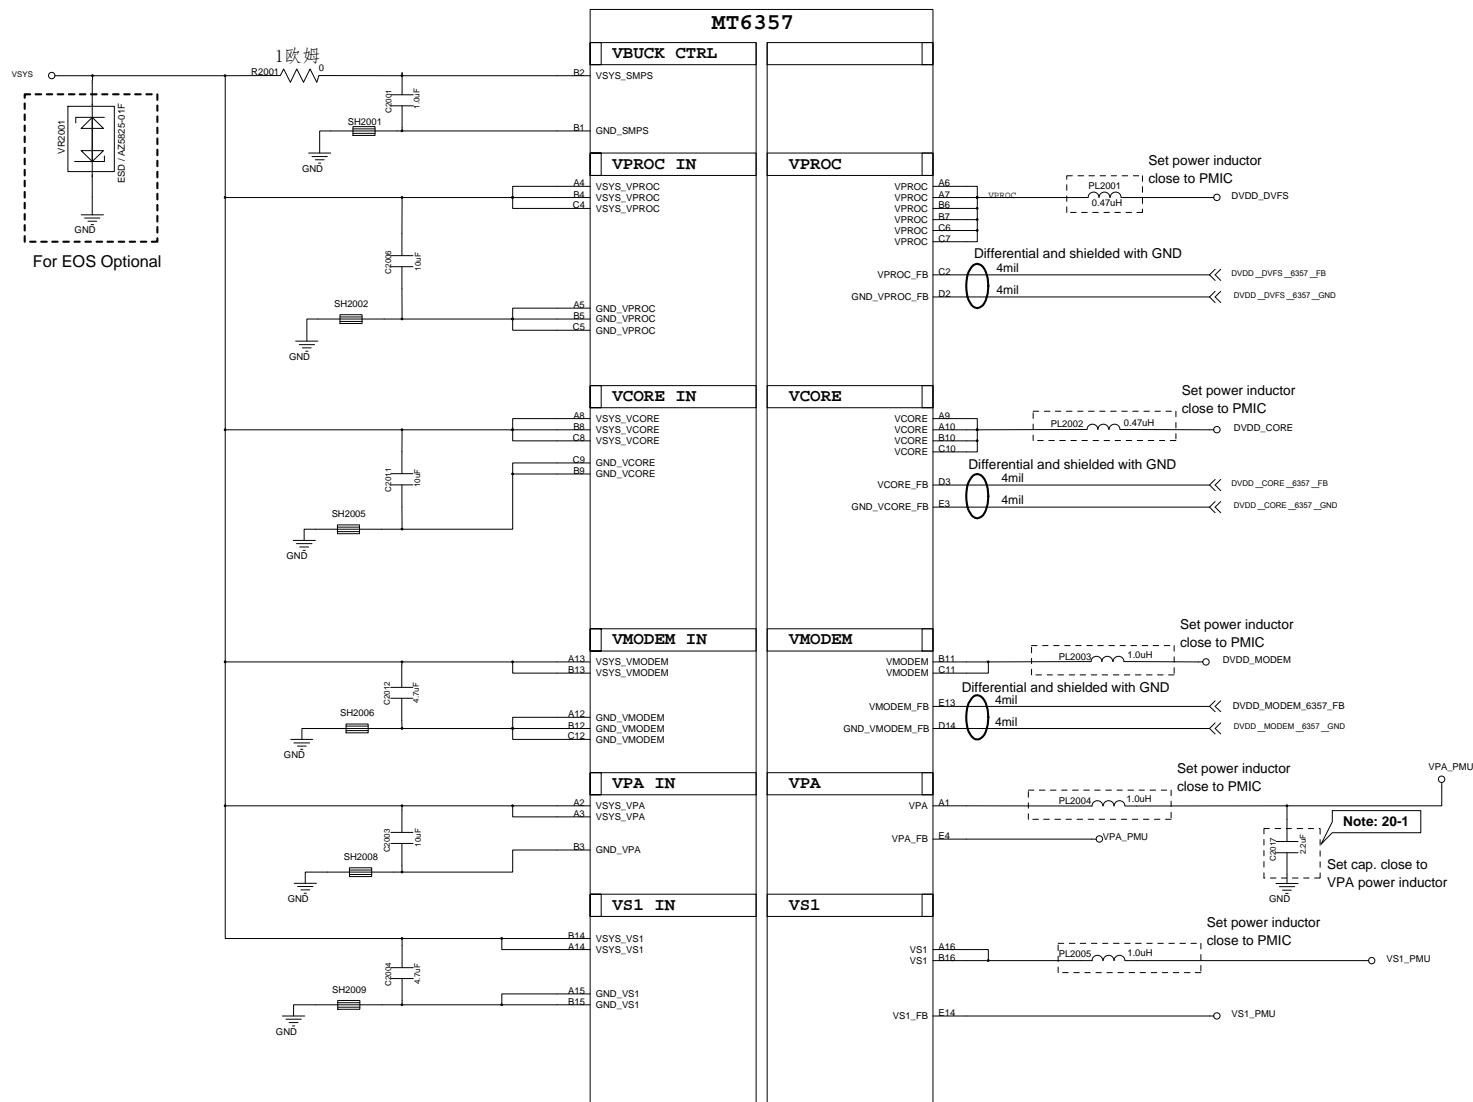 MT6357
VBUCK CTRL
1欧姆
VSYS
R2001
0
B2
VSYS_SMPS
C2001
1.0uF
SH2001
B1
GND_SMPS
GND
VR2001
ESD / AZ5825-01F
GND
For EOS Optional
VPROC IN
A4
VSYS_VPROC
B4
VSYS_VPROC
C4
VSYS_VPROC
C2006
10uF
SH2002
A5
GND_VPROC
B5
GND_VPROC
C5
GND_VPROC
GND
VPROC
Set power inductor
close to PMIC
VPROC A6
VPROC A7
VPROC B6
VPROC B7
VPROC C6
VPROC C7
VPROC
PL2001
0.47uH
DVDD_DVFS
Differential and shielded with GND
VPROC_FB C2
4mil
DVDD_DVFS_6357_FB
GND_VPROC_FB D2
4mil
DVDD_DVFS_6357_GND
VCORE IN
A8
VSYS_VCORE
B8
VSYS_VCORE
C8
VSYS_VCORE
C9
GND_VCORE
B9
GND_VCORE
C2011
10uF
SH2005
GND
VCORE
Set power inductor
close to PMIC
VCORE A9
VCORE A10
VCORE B10
VCORE C10
PL2002
0.47uH
DVDD_CORE
Differential and shielded with GND
VCORE_FB D3
4mil
DVDD_CORE_6357_FB
GND_VCORE_FB E3
4mil
DVDD_CORE_6357_GND
VMODEM IN
A13
VSYS_VMODEM
B13
VSYS_VMODEM
C2012
4.7uF
SH2006
A12
GND_VMODEM
B12
GND_VMODEM
C12
GND_VMODEM
GND
VMODEM
Set power inductor
close to PMIC
VMODEM B11
VMODEM C11
PL2003
1.0uH
DVDD_MODEM
Differential and shielded with GND
VMODEM_FB E13
4mil
DVDD_MODEM_6357_FB
GND_VMODEM_FB D14
4mil
DVDD_MODEM_6357_GND
VPA IN
A2
VSYS_VPA
A3
VSYS_VPA
C2003
10uF
SH2008
B3
GND_VPA
GND
VPA
Set power inductor
close to PMIC
VPA A1
PL2004
1.0uH
VPA_PMU
VPA_FB E4
VPA_PMU
Note: 20-1
C2017
2.2uF
GND
Set cap. close to
VPA power inductor
VS1 IN
B14
VSYS_VS1
A14
VSYS_VS1
C2004
4.7uF
SH2009
A15
GND_VS1
B15
GND_VS1
GND
VS1
Set power inductor
close to PMIC
VS1 A16
VS1 B16
PL2005
1.0uH
VS1_PMU
VS1_FB E14
VS1_PMU